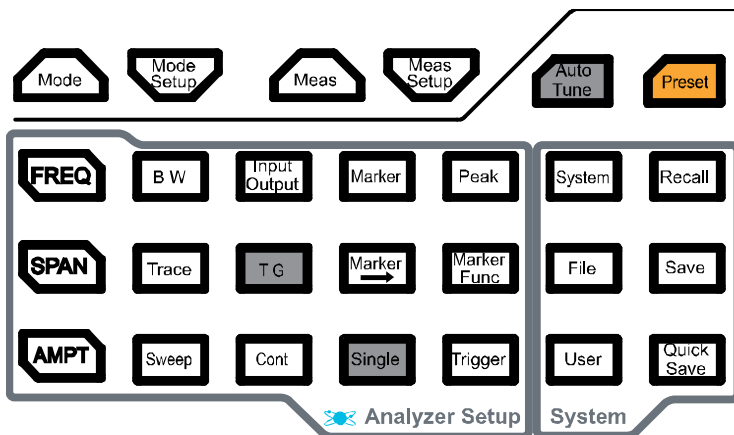 Mode
Mode
Setup
Meas
Meas
Setup
Auto
Tune
Preset
FREQ
B W
Input
Output
Marker
Peak
System
Recall
SPAN
Trace
T G
Marker
Marker
Func
File
Save
AMPT
Sweep
Cont
Single
Trigger
User
Quick
Save
Analyzer Setup
System